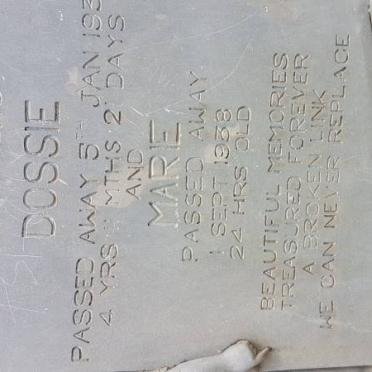 DOSSIE
PASSED AWAY 5TH JAN 193
4 YRS MTHS 2 DAYS
AND
MARIE
PASSED AWAY
1 SEPT 1938
24 HRS OLD
BEAUTIFUL MEMORIES
TREASURED FOREVER
A BROKEN LINK
WE CAN NEVER REPLACE